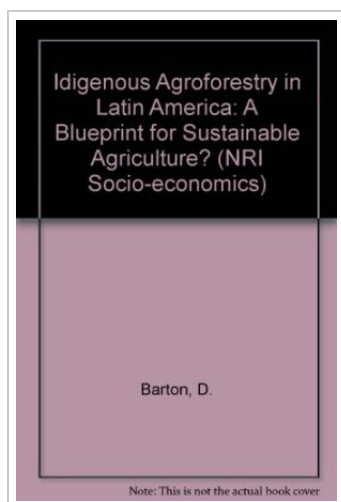 Idigenous Agroforestry in
Latin America: A
Blueprint for Sustainable
Agriculture? (NRI
Socio-economics)
Barton, D.
Note: This is not the actual book cover